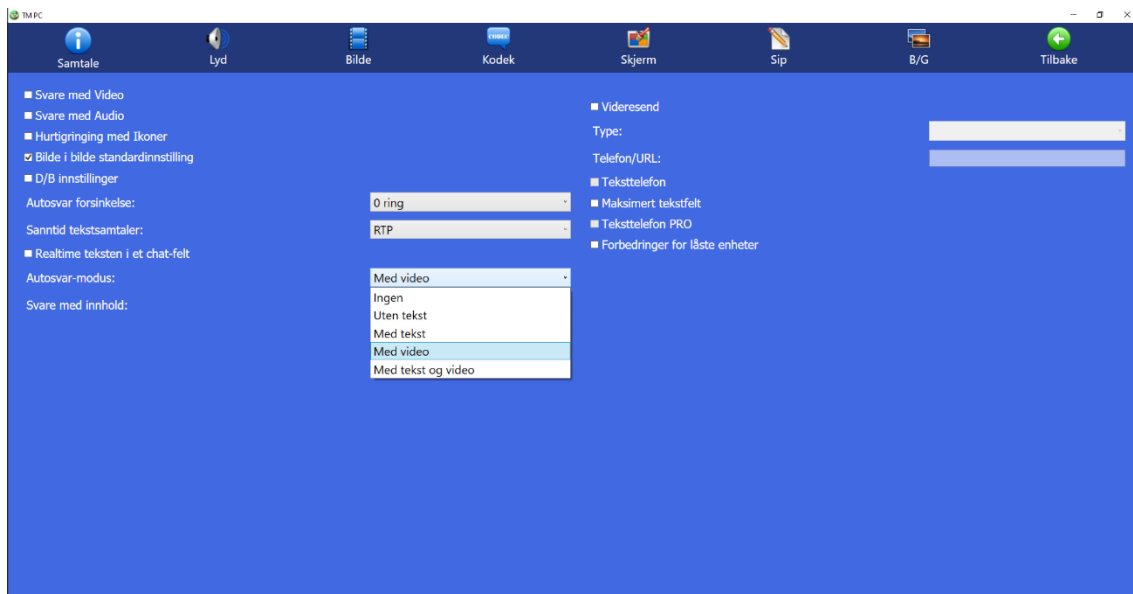 TM PC
Samtale
Lyd
Bilde
CODEC
Kodek
Skjerm
Sip
B/G
Tilbake
Svare med Video
Svare med Audio
Hurtigringing med Ikoner
Bilde i bilde standardinnstilling
D/B innstillinger
Autosvar forsinkelse:
0 ring
Sanntid tekstsamtaler:
RTP
Realtime teksten i et chat-felt
Autosvar-modus:
Med video
Ingen
Uten tekst
Med tekst
Med video
Med tekst og video
Svare med innhold:
Videresend
Type:
Telefon/URL:
Teksttelefon
Maksimert tekstfelt
Teksttelefon PRO
Forbedringer for låste enheter